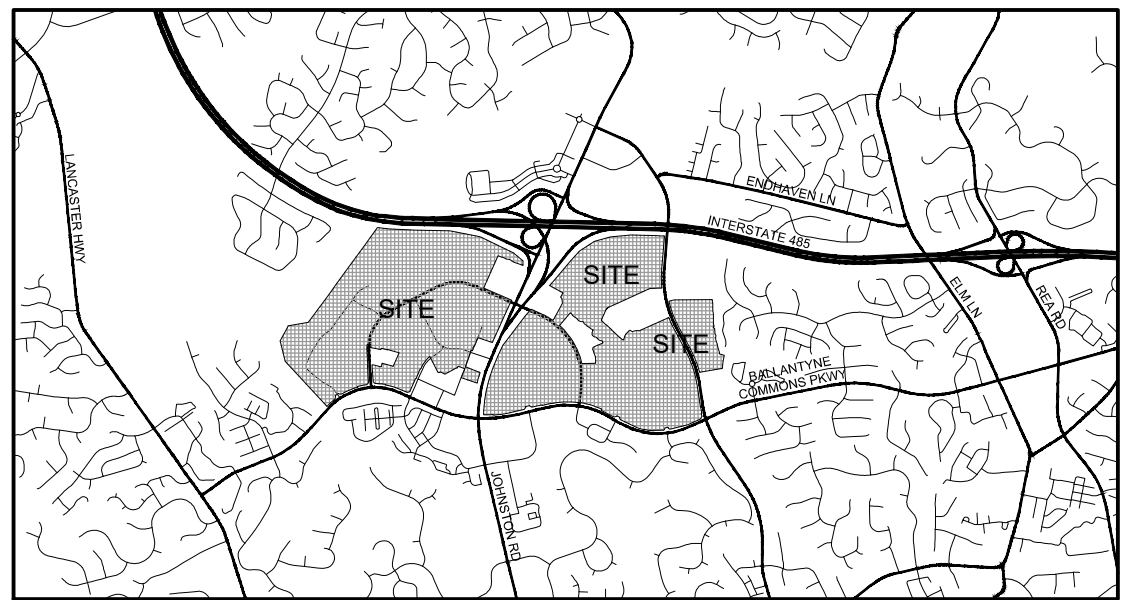 LANCASTER HWY
ENDHAVEN LN
INTERSTATE 485
SITE
SITE
SITE
ELM LN
REA RD
BALLANTYNE
COMMONS PKWY
JOHNSTON RD